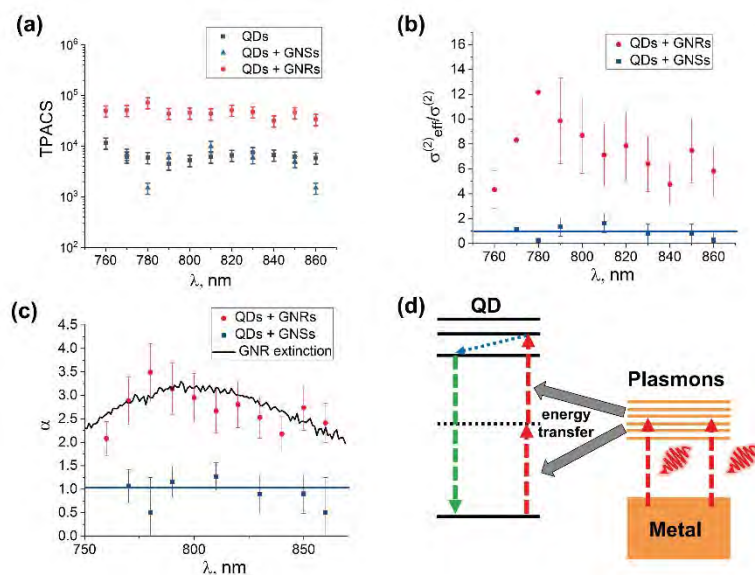 (a)
QDs
QDs + GNSs
QDs + GNRs
10⁶
10⁵
10⁴
10³
10²
TPACS
760 780 800 820 840 860
λ, nm
(b)
QDs + GNRs
QDs + GNSs
16
14
12
10
8
6
4
2
0
σ⁽²⁾eff/σ⁽²⁾
740 760 780 800 820 840 860
λ, nm
(c)
QDs + GNRs
QDs + GNSs
GNR extinction
4.5
4.0
3.5
3.0
2.5
2.0
1.5
1.0
0.5
0.0
α
750 800 850
λ, nm
(d)
QD
Plasmons
energy
transfer
Metal